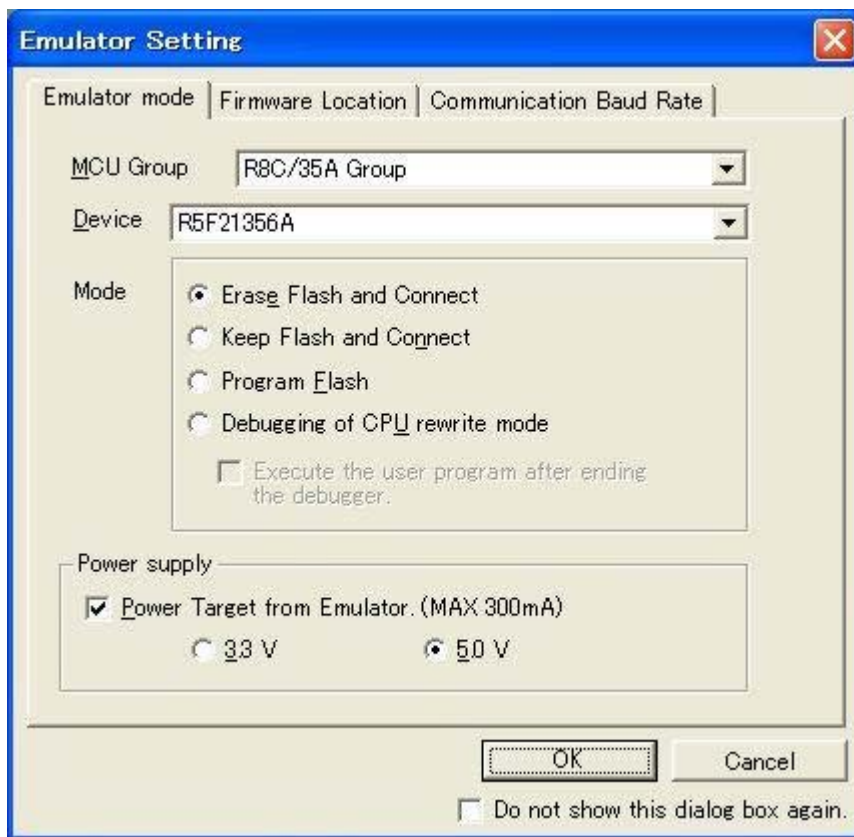 Emulator Setting
Emulator mode
Firmware Location
Communication Baud Rate
MCU Group
R8C/35A Group
Device
R5F21356A
Mode
Erase Flash and Connect
Keep Flash and Connect
Program Flash
Debugging of CPU rewrite mode
Execute the user program after ending
the debugger.
Power supply
Power Target from Emulator. (MAX 300mA)
3.3 V
5.0 V
OK
Cancel
Do not show this dialog box again.